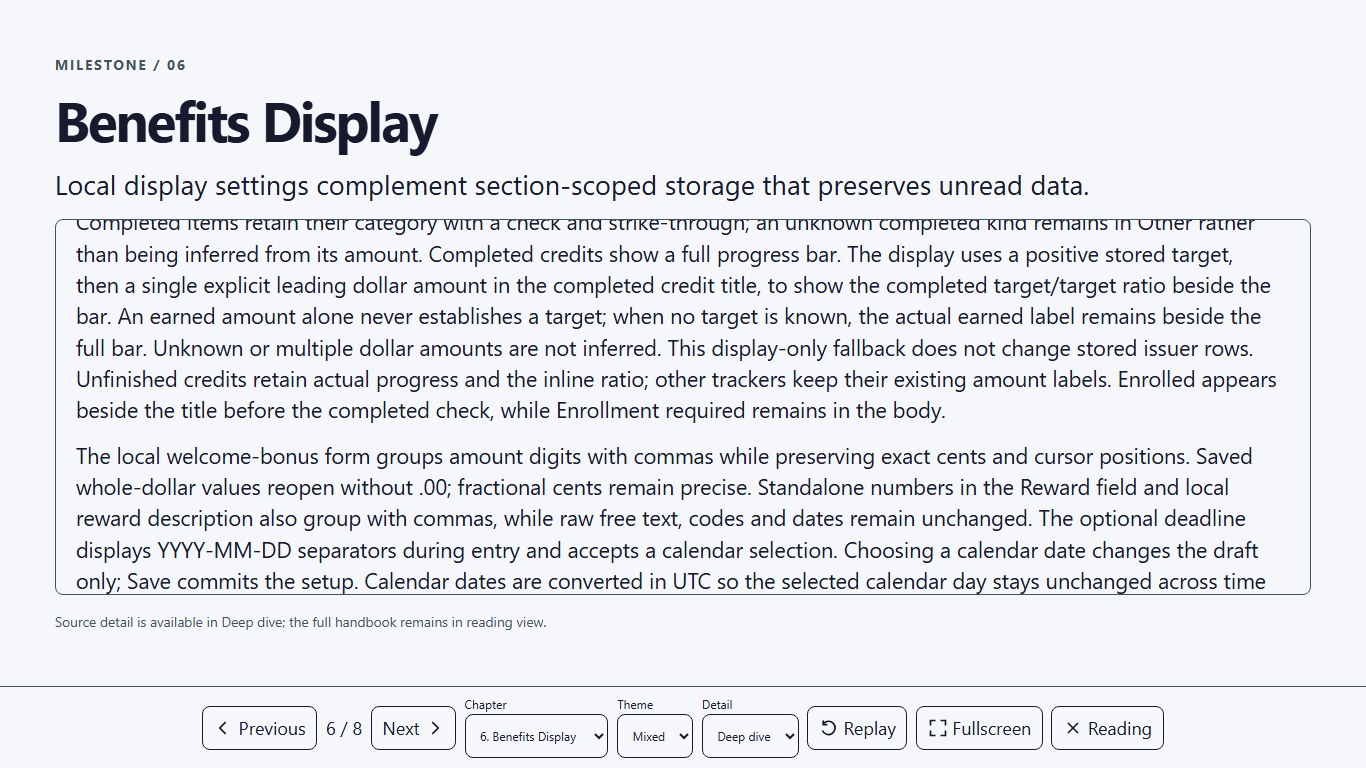 MILESTONE / 06
Benefits Display
Local display settings complement section-scoped storage that preserves unread data.
Completed items retain their category with a check and strike-through; an unknown completed kind remains in Other rather
than being inferred from its amount. Completed credits show a full progress bar. The display uses a positive stored target,
then a single explicit leading dollar amount in the completed credit title, to show the completed target/target ratio beside the
bar. An earned amount alone never establishes a target; when no target is known, the actual earned label remains beside the
full bar. Unknown or multiple dollar amounts are not inferred. This display-only fallback does not change stored issuer rows.
Unfinished credits retain actual progress and the inline ratio; other trackers keep their existing amount labels. Enrolled appears
beside the title before the completed check, while Enrollment required remains in the body.
The local welcome-bonus form groups amount digits with commas while preserving exact cents and cursor positions. Saved
whole-dollar values reopen without .00; fractional cents remain precise. Standalone numbers in the Reward field and local
reward description also group with commas, while raw free text, codes and dates remain unchanged. The optional deadline
displays YYYY-MM-DD separators during entry and accepts a calendar selection. Choosing a calendar date changes the draft
only; Save commits the setup. Calendar dates are converted in UTC so the selected calendar day stays unchanged across time
Source detail is available in Deep dive; the full handbook remains in reading view.
Chapter Theme Detail
Previous 6 / 8 Next 6. Benefits Display Mixed Deep dive Replay Fullscreen Reading